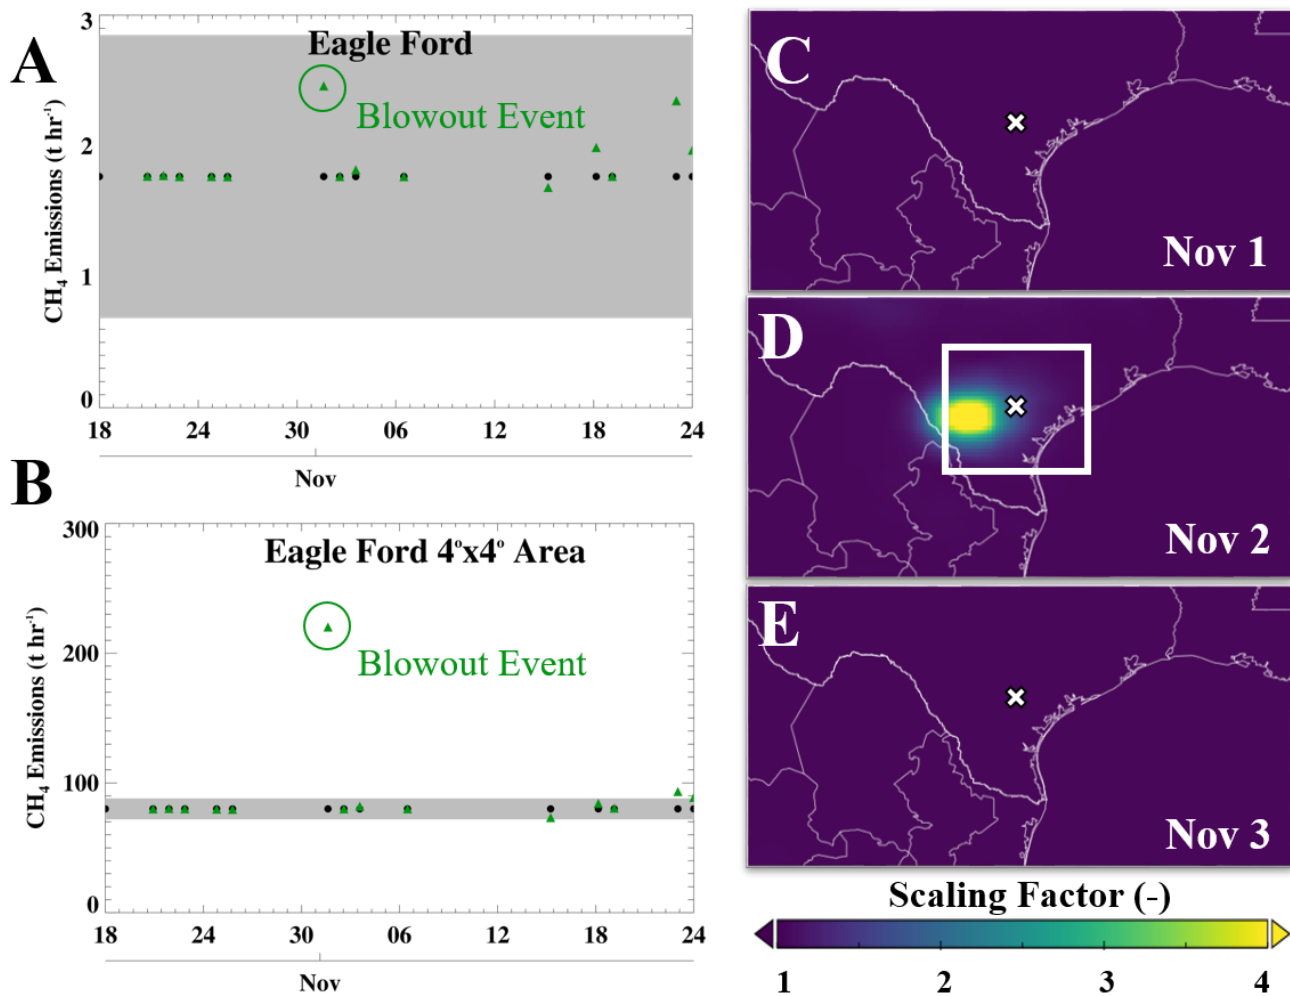 A
Eagle Ford
Blowout Event
CH₄ Emissions (t hr⁻¹)
3
2
1
0
18 24 30 06 12 18 24
Nov
B
Eagle Ford 4°x4° Area
Blowout Event
CH₄ Emissions (t hr⁻¹)
300
200
100
0
18 24 30 06 12 18 24
Nov
C
Nov 1
D
Nov 2
E
Nov 3
Scaling Factor (-)
1 2 3 4